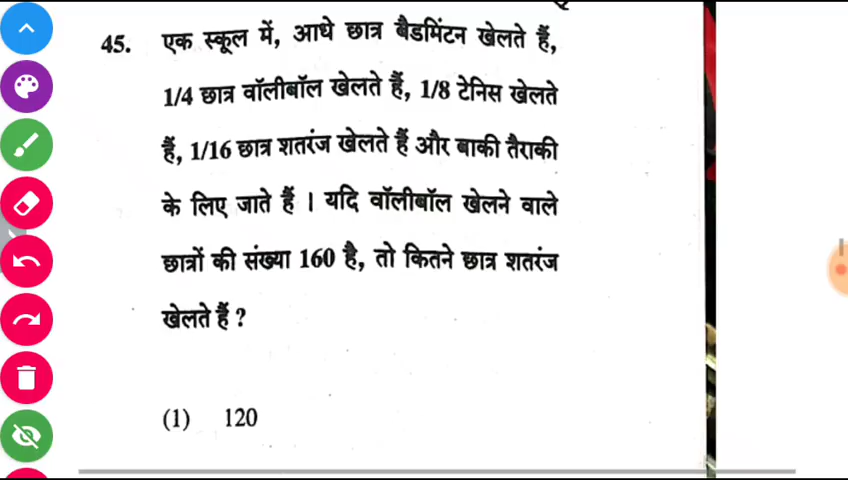 45. एक स्कूल में, आधे छात्र बैडमिंटन खेलते हैं,
1/4 छात्र वॉलीबॉल खेलते हैं, 1/8 टेनिस खेलते
हैं, 1/16 छात्र शतरंज खेलते हैं और बाकी तैराकी
के लिए जाते हैं । यदि वॉलीबॉल खेलने वाले
छात्रों की संख्या 160 है, तो कितने छात्र शतरंज
खेलते हैं ?
(1) 120